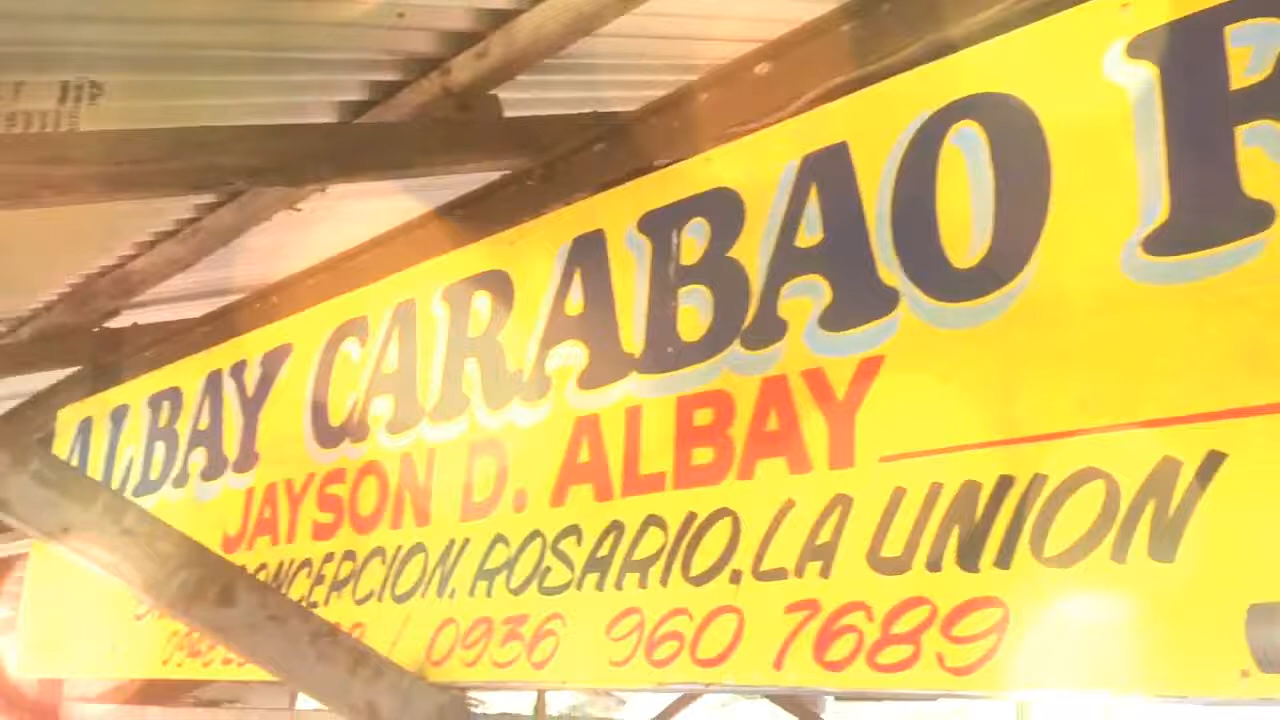 ALBAY CARABAO
JAYSON D. ALBAY
CONCEPCION, ROSARIO, LA UNION
0936 960 7689